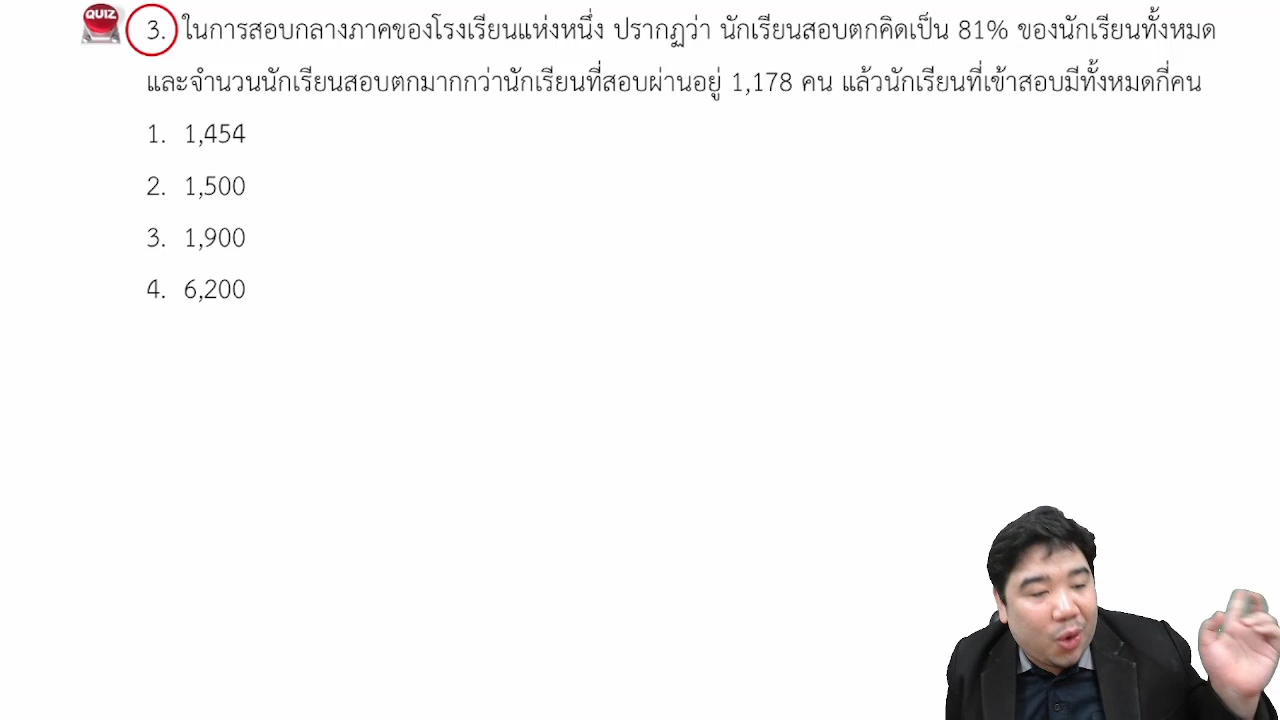 QUIZ
3. ในการสอบกลางภาคของโรงเรียนแห่งหนึ่ง ปรากฏว่า นักเรียนสอบตกคิดเป็น 81% ของนักเรียนทั้งหมด
และจำนวนนักเรียนสอบตกมากกว่านักเรียนที่สอบผ่านอยู่ 1,178 คน แล้วนักเรียนที่เข้าสอบมีทั้งหมดกี่คน
1. 1,454
2. 1,500
3. 1,900
4. 6,200